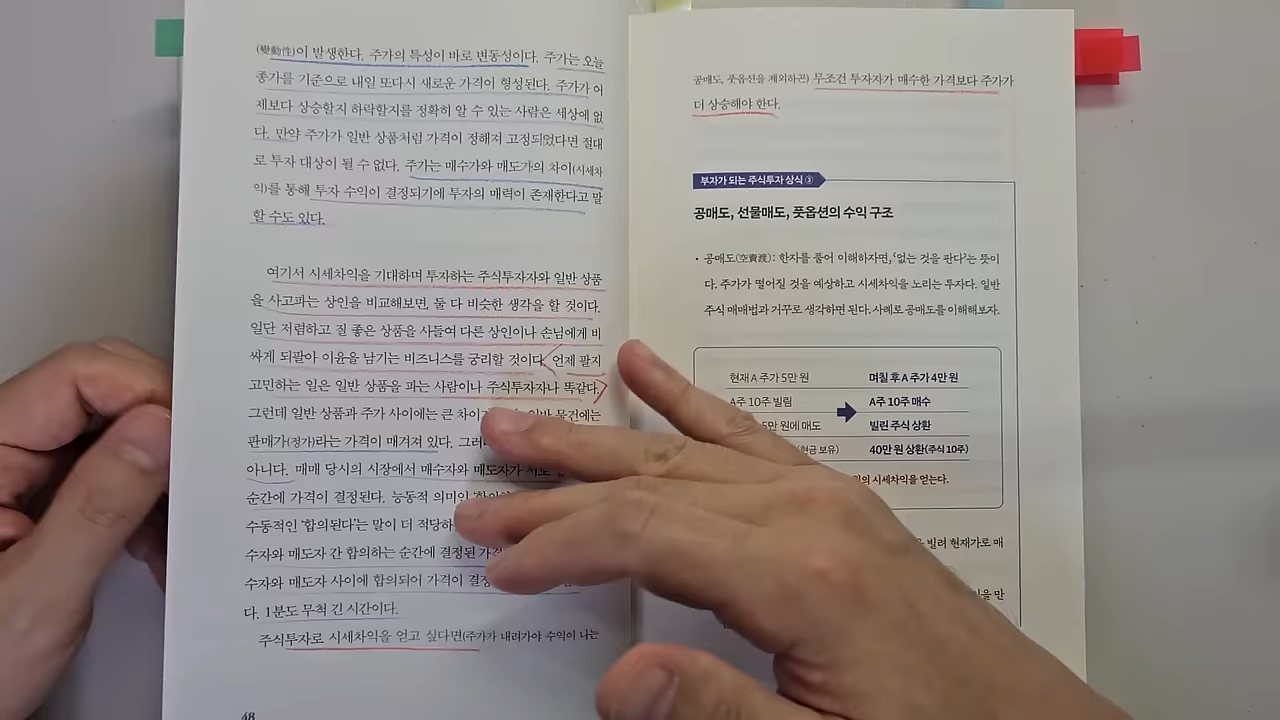 (變動性)이 발생한다. 주가의 특성이 바로 변동성이다. 주가는 오늘
종가를 기준으로 내일 또다시 새로운 가격이 형성된다. 주가가 어
제보다 상승할지 하락할지를 정확히 알 수 있는 사람은 세상에 없
다. 만약 주가가 일반 상품처럼 가격이 정해져 고정되었다면 절대
로 투자 대상이 될 수 없다. 주가는 매수가와 매도가의 차이(시세차
익)를 통해 투자 수익이 결정되기에 투자의 매력이 존재한다고 말
할 수도 있다.
여기서 시세차익을 기대하며 투자하는 주식투자자와 일반 상품
을 사고파는 상인을 비교해보면, 둘 다 비슷한 생각을 할 것이다.
일단 저렴하고 질 좋은 상품을 사들여 다른 상인이나 손님에게 비
싸게 되팔아 이윤을 남기는 비즈니스를 궁리할 것이다. 언제 팔지
고민하는 일은 일반 상품을 파는 사람이나 주식투자자나 똑같다.
그런데 일반 상품과 주가 사이에는 큰 물건에는
판매가(정가)라는 가격이 매겨져 있다.
아니다. 매매 당시의 시장에서 매수자와 매도자가
순간에 가격이 결정된다. 능동적 의미인
수동적인 '합의된다'는 말이 더
수자와 매도자 간 합의하는 순간에 결정된
수자와 매도자 사이에 합의되어 가격이
다. 1분도 무척 긴 시간이다.
주식투자로 시세차익을 얻고 싶다면(주가가 내려가야 수익이 나는
48
공매도, 풋옵션을 제외하곤) 무조건 투자자가 매수한 가격보다 주가가
더 상승해야 한다.
부자가 되는 주식투자 상식 ③
공매도, 선물매도, 풋옵션의 수익 구조
• 공매도(空賣渡): 한자를 풀어 이해하자면, '없는 것을 판다'는 뜻이
다. 주가가 떨어질 것을 예상하고 시세차익을 노리는 투자다. 일반
주식 매매법과 거꾸로 생각하면 된다. 사례로 공매도를 이해해보자.
현재 A 주가 5만 원 며칠 후 A 주가 4만 원
A주 10주 빌림 A주 10주 매수
5만 원에 매도 빌린 주식 상환
(현금 보유) 40만 원 상환(주식 10주)
시세차익을 얻는다.
빌려 현재가로 매